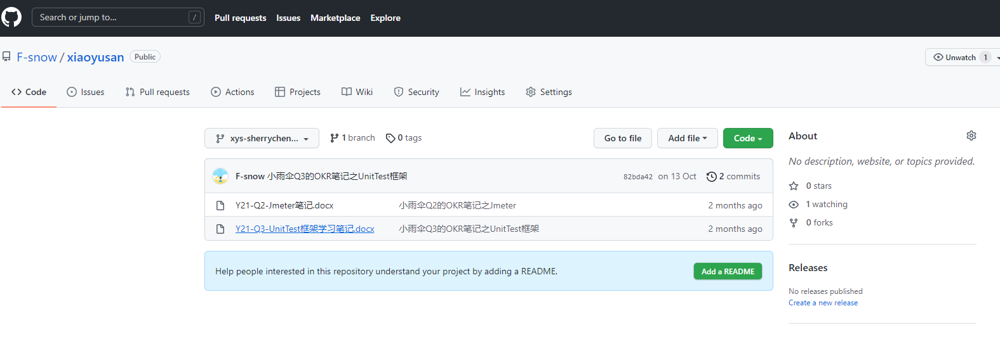 Search or jump to... / Pull requests Issues Marketplace Explore
F-snow / xiaoyusan Public Unwatch 1
Code Issues Pull requests Actions Projects Wiki Security Insights Settings
xys-sherrychen... 1 branch 0 tags Go to file Add file Code
F-snow 小雨伞Q3的OKR笔记之UnitTest框架 82bda42 on 13 Oct 2 commits
Y21-Q2-Jmeter笔记.docx 小雨伞Q2的OKR笔记之Jmeter 2 months ago
Y21-Q3-UnitTest框架学习笔记.docx 小雨伞Q3的OKR笔记之UnitTest框架 2 months ago
Help people interested in this repository understand your project by adding a README. Add a README
About
No description, website, or topics provided.
0 stars
1 watching
0 forks
Releases
No releases published
Create a new release